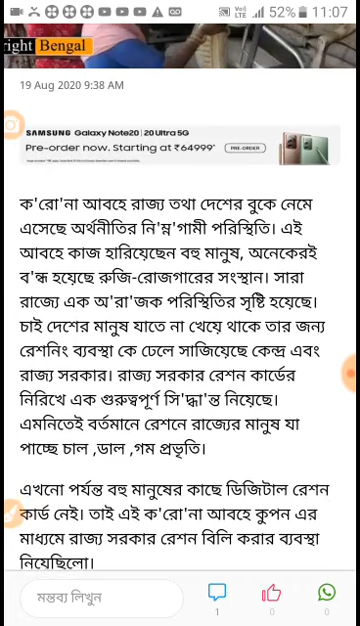 52% 11:07
right Bengal
19 Aug 2020 9:38 AM
SAMSUNG Galaxy Note20 | 20 Ultra 5G
Pre-order now. Starting at ₹64999*
PRE-ORDER
ক'রো'না আবহে রাজ্য তথা দেশের বুকে নেমে
এসেছে অর্থনীতির নি'ম্ন'গামী পরিস্থিতি। এই
আবহে কাজ হারিয়েছেন বহু মানুষ, অনেকেরই
ব'ন্ধ হয়েছে রুজি-রোজগারের সংস্থান। সারা
রাজ্যে এক অ'রা'জক পরিস্থিতির সৃষ্টি হয়েছে।
চাই দেশের মানুষ যাতে না খেয়ে থাকে তার জন্য
রেশনিং ব্যবস্থা কে ঢেলে সাজিয়েছে কেন্দ্র এবং
রাজ্য সরকার। রাজ্য সরকার রেশন কার্ডের
নিরিখে এক গুরুত্বপূর্ণ সি'দ্ধা'ন্ত নিয়েছে।
এমনিতেই বর্তমানে রেশনে রাজ্যের মানুষ যা
পাচ্ছে চাল ,ডাল ,গম প্রভৃতি।
এখনো পর্যন্ত বহু মানুষের কাছে ডিজিটাল রেশন
কার্ড নেই। তাই এই ক'রো'না আবহে কুপন এর
মাধ্যমে রাজ্য সরকার রেশন বিলি করার ব্যবস্থা
নিয়েছিলো।
মন্তব্য লিখুন
1 0 0